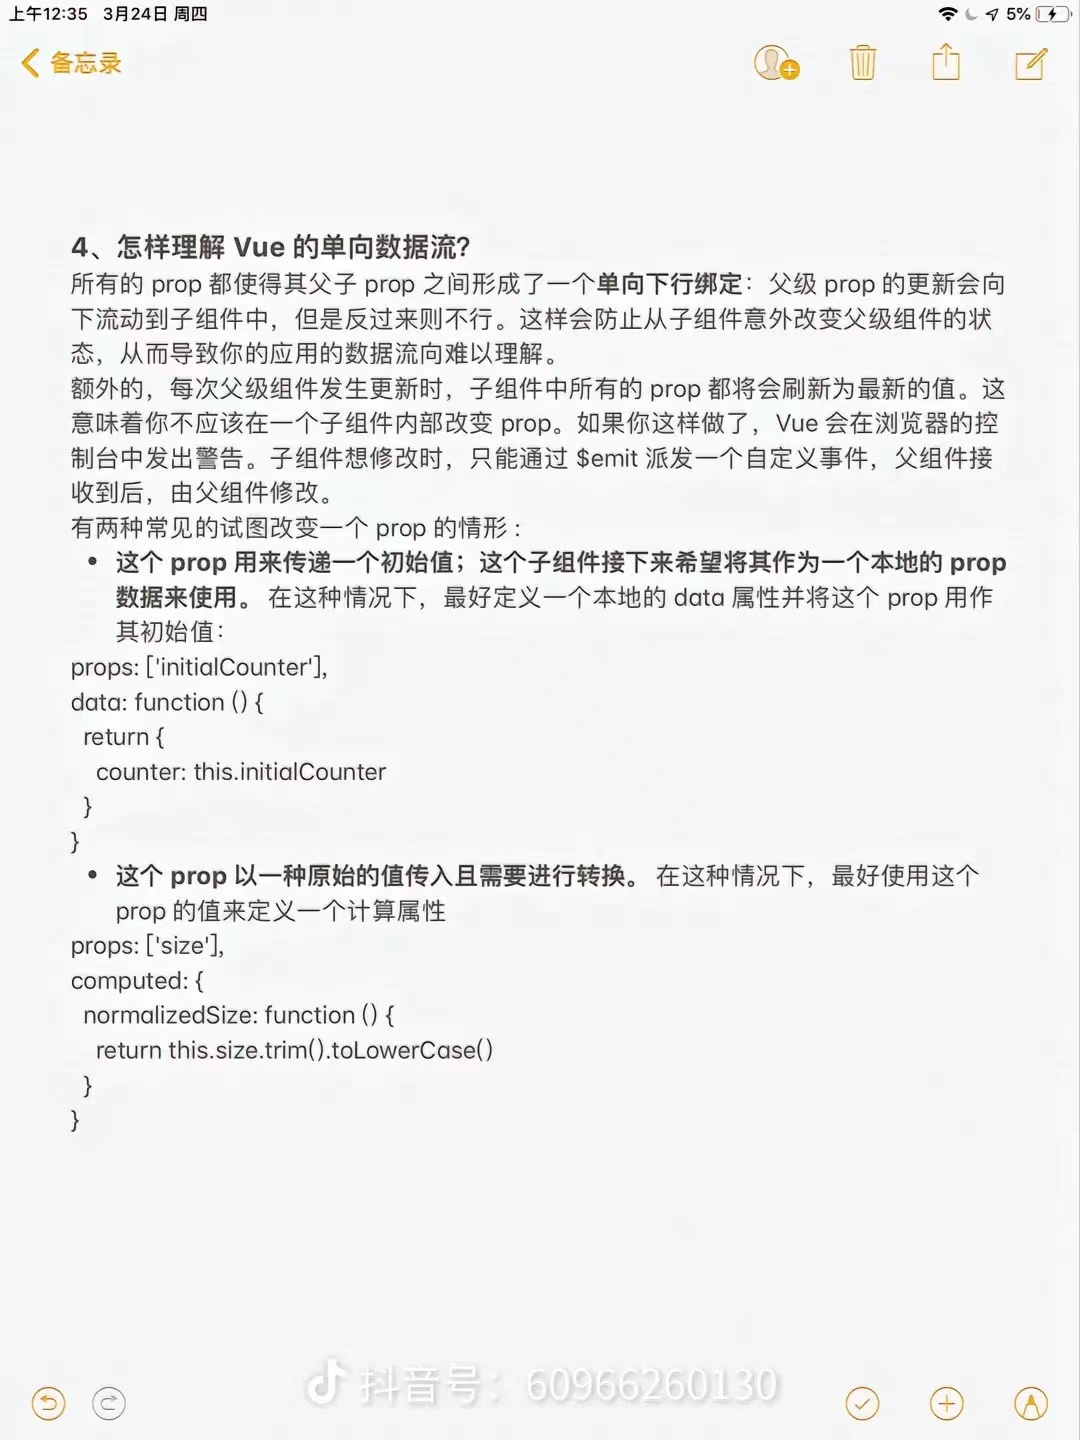 上午12:35 3月24日 周四
5%
备忘录
4、怎样理解 Vue 的单向数据流?
所有的 prop 都使得其父子 prop 之间形成了一个单向下行绑定：父级 prop 的更新会向
下流动到子组件中，但是反过来则不行。这样会防止从子组件意外改变父级组件的状
态，从而导致你的应用的数据流向难以理解。
额外的，每次父级组件发生更新时，子组件中所有的 prop 都将会刷新为最新的值。这
意味着你不应该在一个子组件内部改变 prop。如果你这样做了，Vue 会在浏览器的控
制台中发出警告。子组件想修改时，只能通过 $emit 派发一个自定义事件，父组件接
收到后，由父组件修改。
有两种常见的试图改变一个 prop 的情形 :
• 这个 prop 用来传递一个初始值；这个子组件接下来希望将其作为一个本地的 prop
数据来使用。 在这种情况下，最好定义一个本地的 data 属性并将这个 prop 用作
其初始值：
props: ['initialCounter'],
data: function () {
return {
counter: this.initialCounter
}
}
• 这个 prop 以一种原始的值传入且需要进行转换。 在这种情况下，最好使用这个
prop 的值来定义一个计算属性
props: ['size'],
computed: {
normalizedSize: function () {
return this.size.trim().toLowerCase()
}
}
抖音号：60966260130